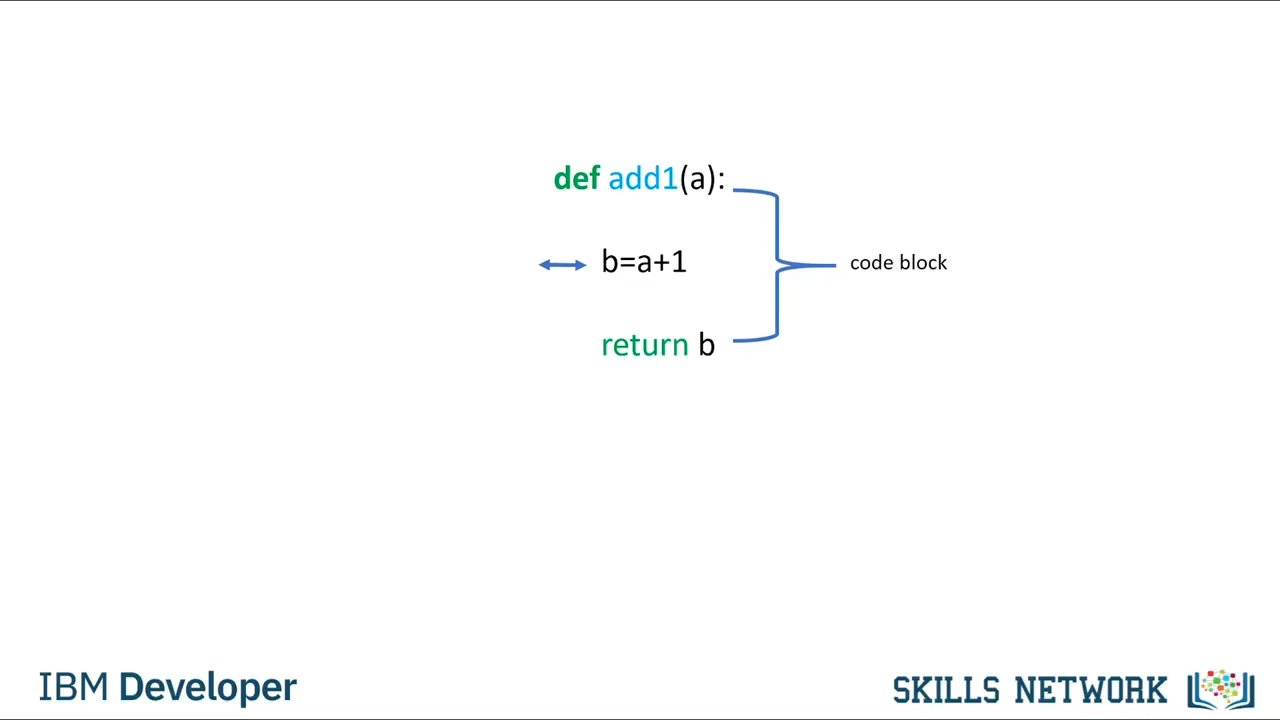 def add1(a):
b=a+1
code block
return b
IBM Developer
SKILLS NETWORK